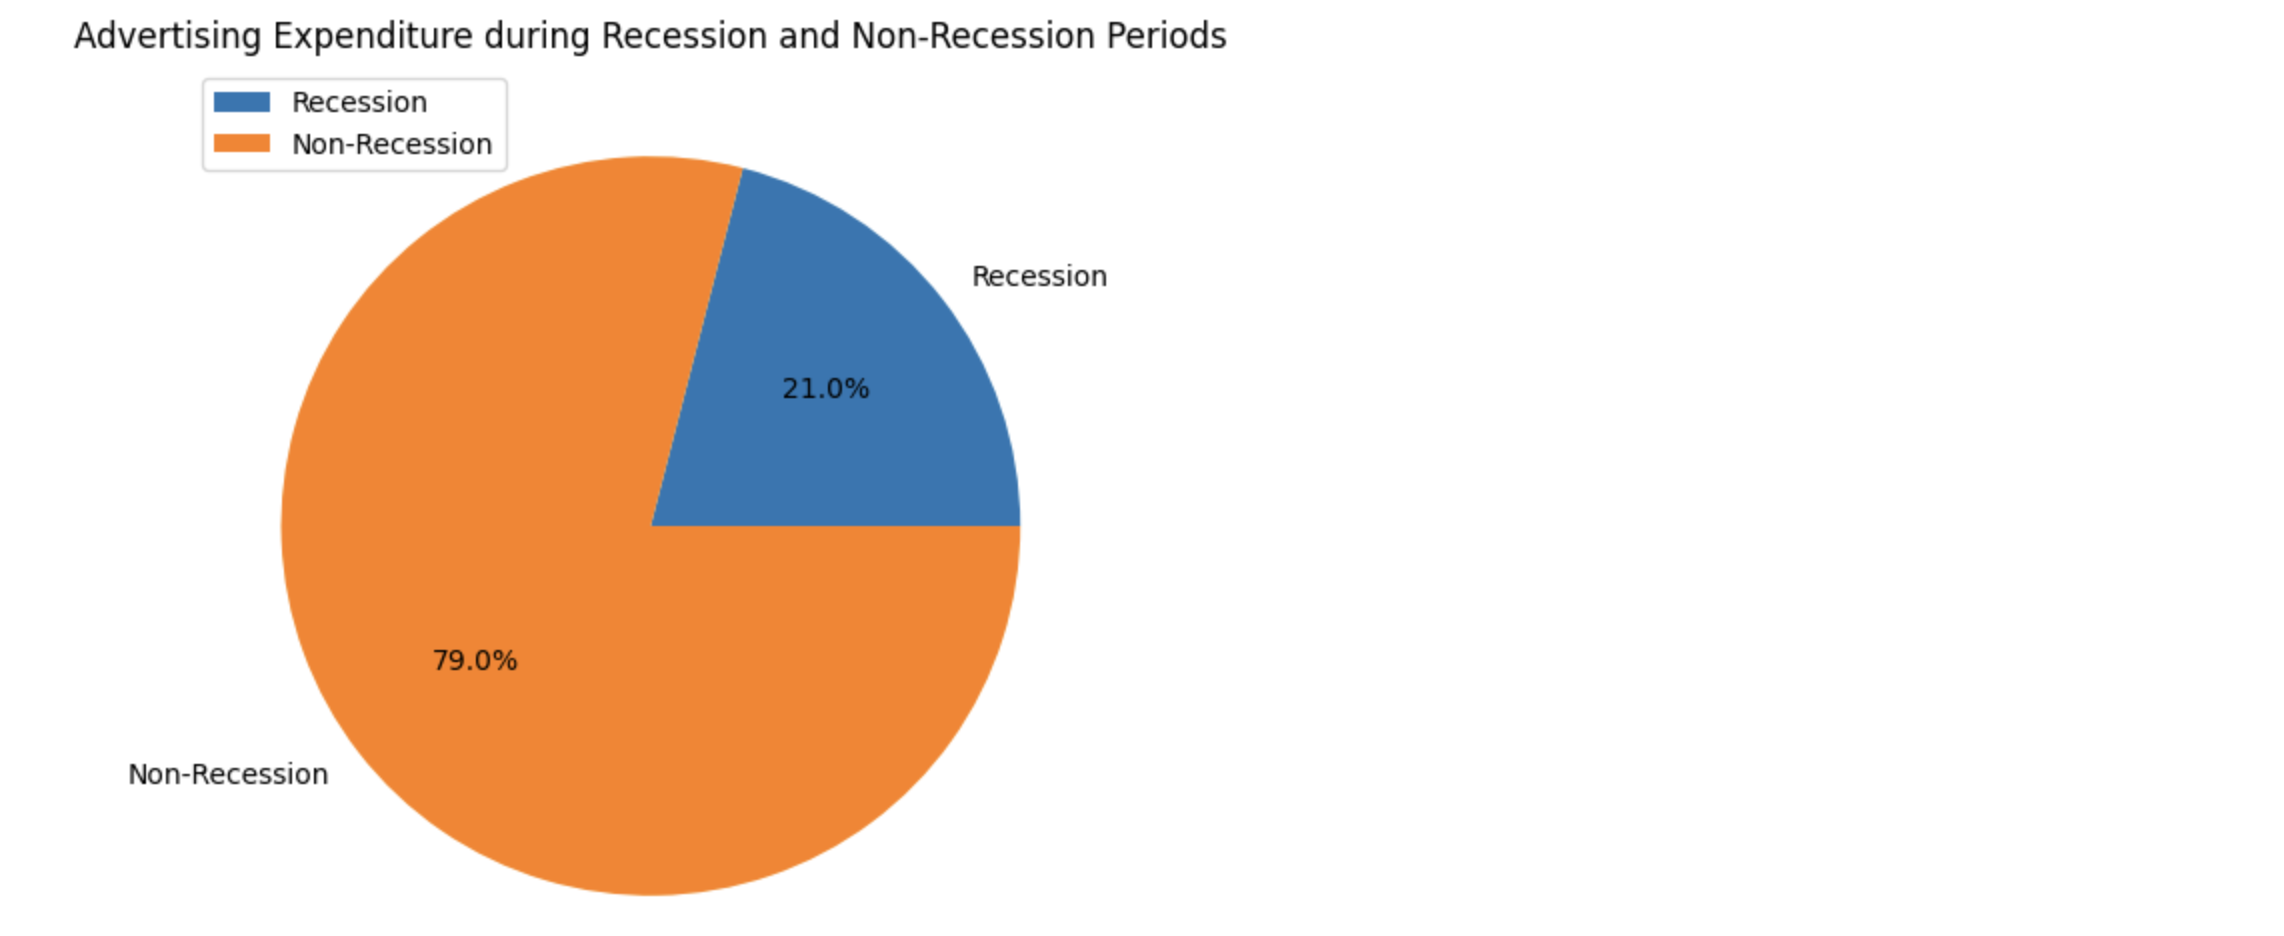 Advertising Expenditure during Recession and Non-Recession Periods
Recession
Non-Recession
Recession
21.0%
79.0%
Non-Recession